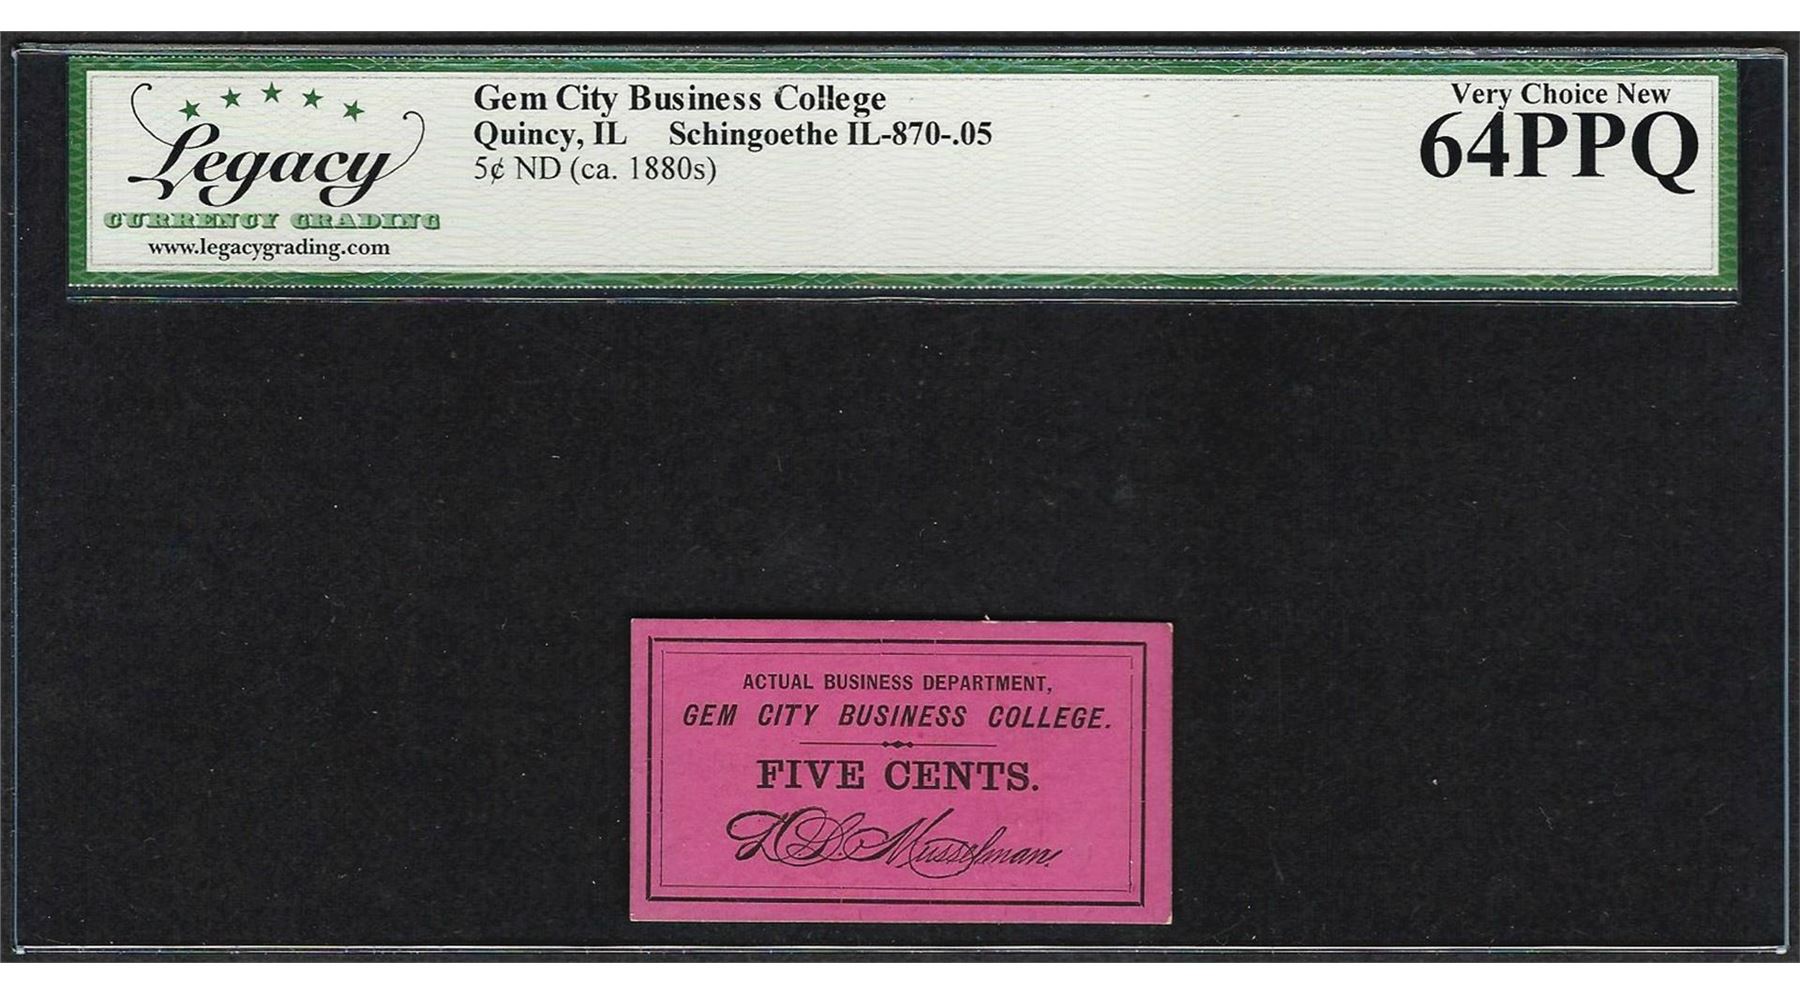 Legacy
CURRENCY GRADING
www.legacygrading.com
Gem City Business College
Quincy, IL Schingoethe IL-870-.05
5¢ ND (ca. 1880s)
Very Choice New
64PPQ
ACTUAL BUSINESS DEPARTMENT,
GEM CITY BUSINESS COLLEGE.
FIVE CENTS.
D. L. Musselman